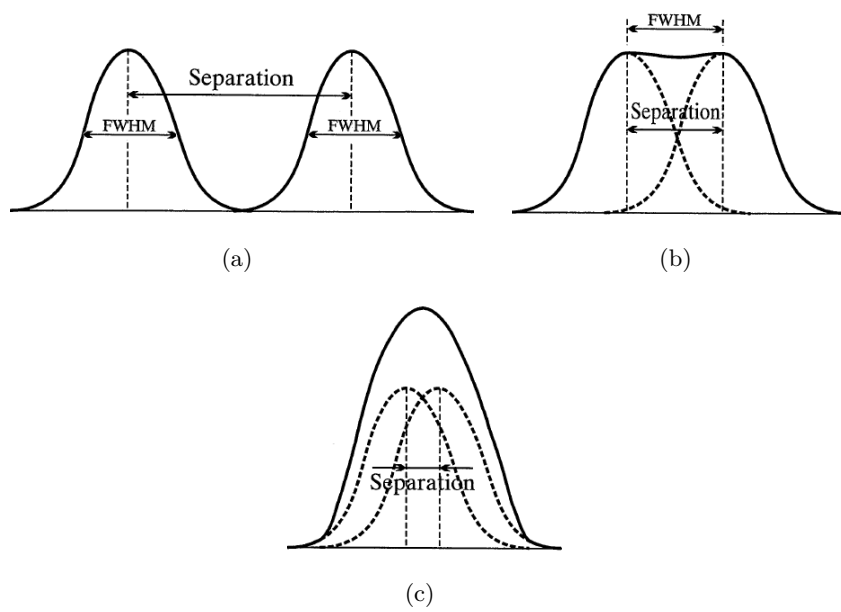 FWHM
Separation
FWHM
FWHM
Separation
(a)
(b)
Separation
(c)